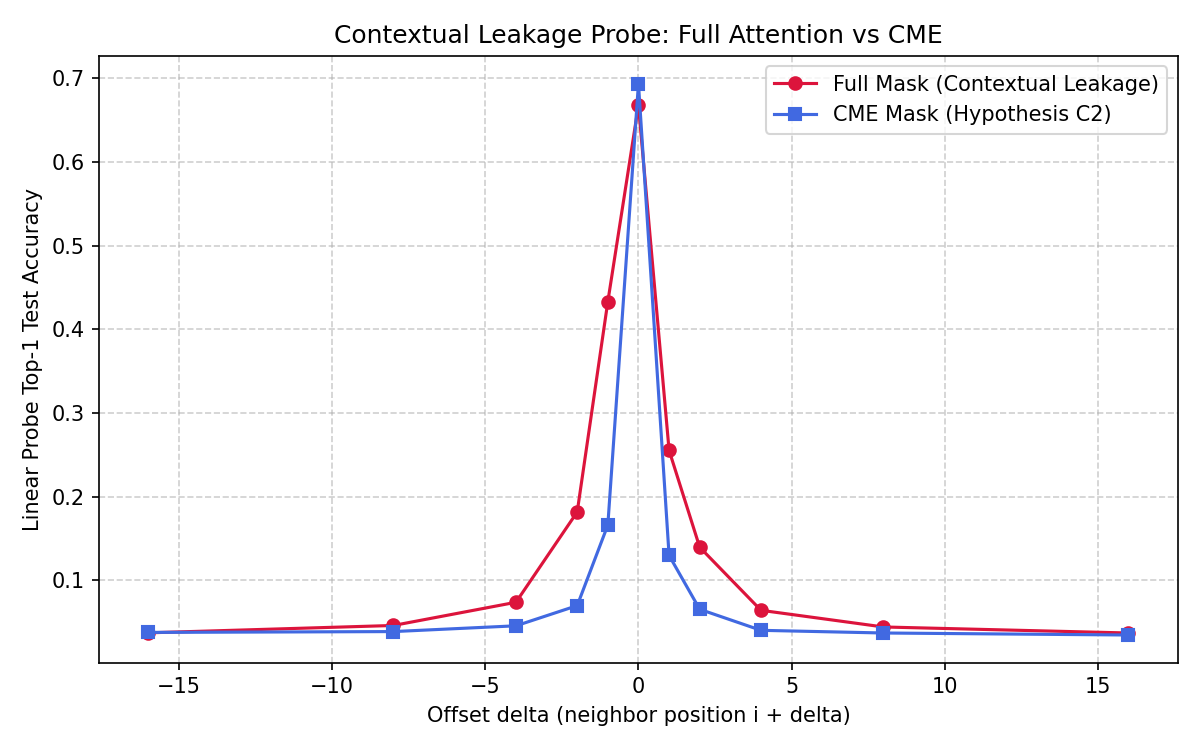 Contextual Leakage Probe: Full Attention vs CME
Full Mask (Contextual Leakage)
CME Mask (Hypothesis C2)
Linear Probe Top-1 Test Accuracy
0.7
0.6
0.5
0.4
0.3
0.2
0.1
−15 −10 −5 0 5 10 15
Offset delta (neighbor position i + delta)